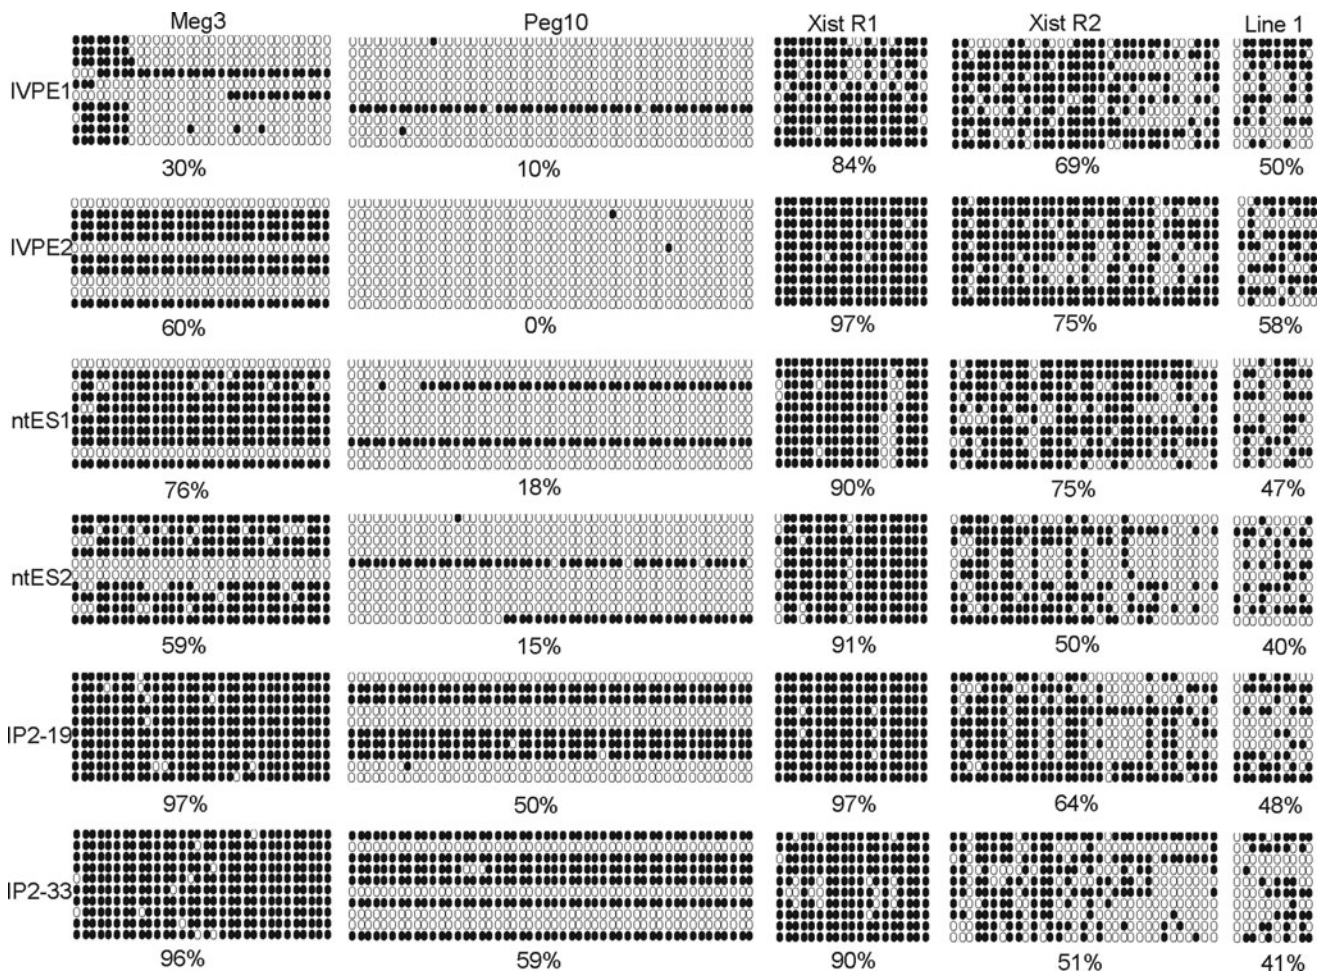 Meg3 Peg10 Xist R1 Xist R2 Line 1
IVPE1
30% 10% 84% 69% 50%
IVPE2
60% 0% 97% 75% 58%
ntES1
76% 18% 90% 75% 47%
ntES2
59% 15% 91% 50% 40%
IP2-19
97% 50% 97% 64% 48%
IP2-33
96% 59% 90% 51% 41%